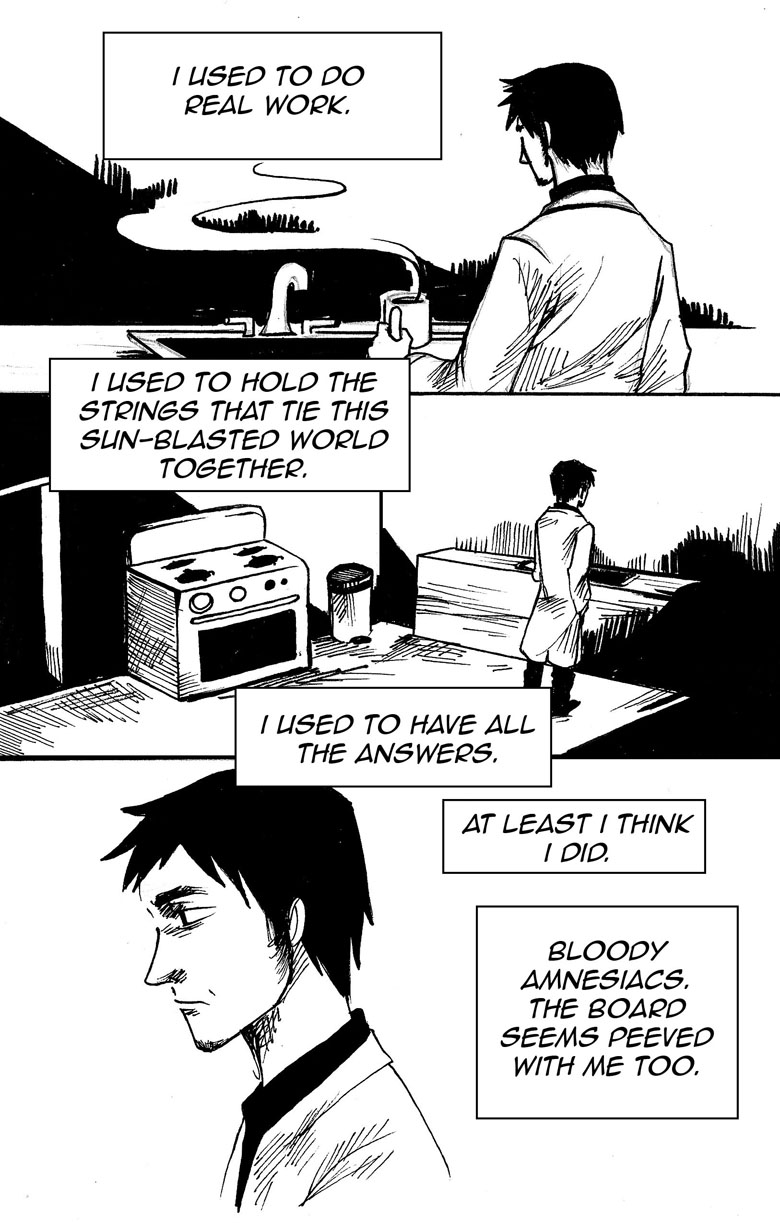 I USED TO DO
REAL WORK.
I USED TO HOLD THE
STRINGS THAT TIE THIS
SUN-BLASTED WORLD
TOGETHER.
I USED TO HAVE ALL
THE ANSWERS.
AT LEAST I THINK
I DID.
BLOODY
AMNESIACS.
THE BOARD
SEEMS PEEVED
WITH ME TOO.